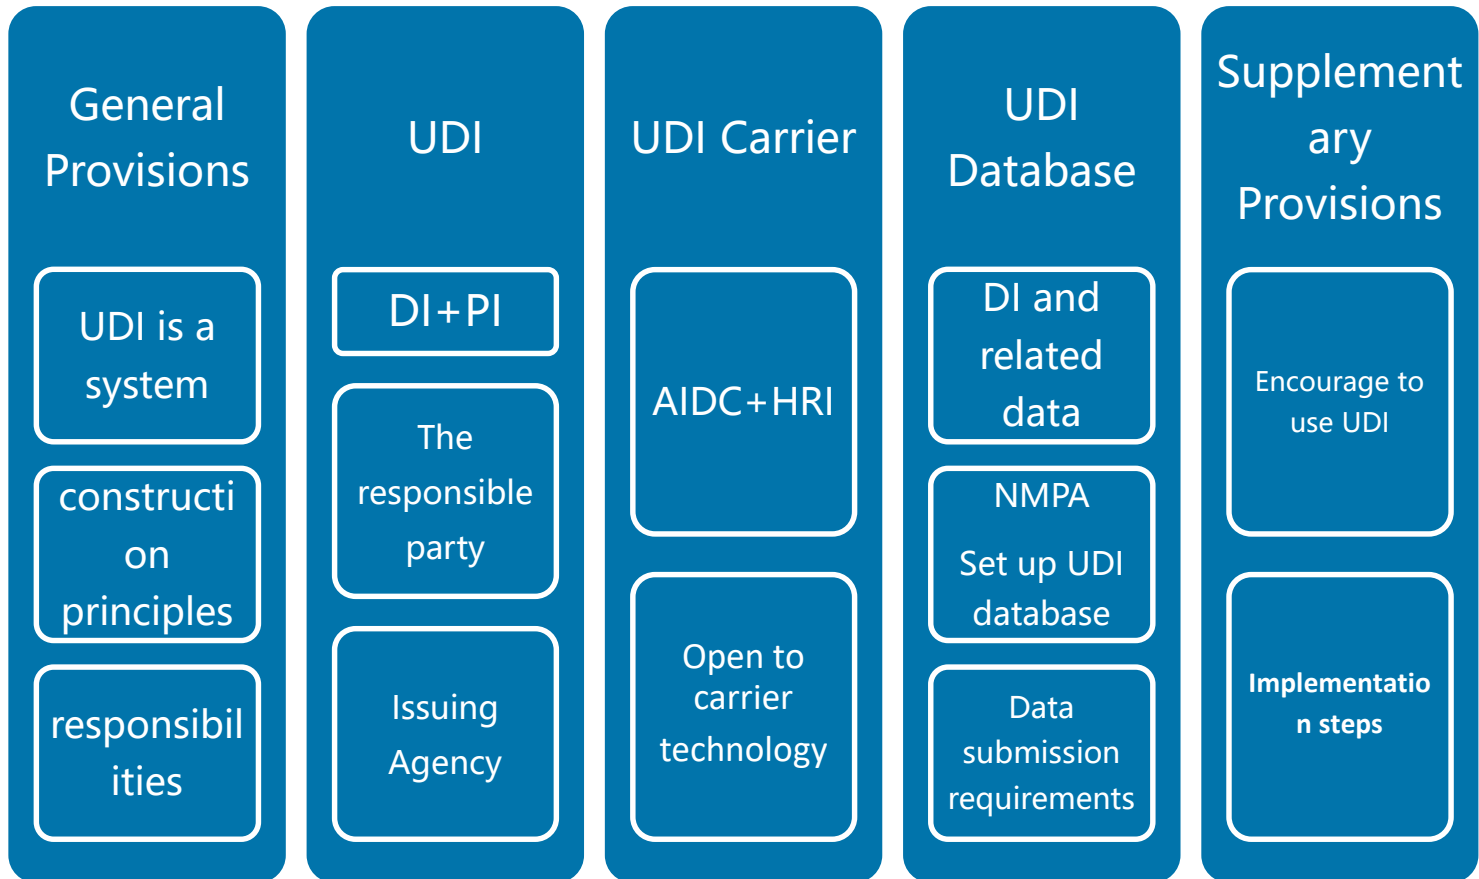 General
Provisions
UDI is a
system
constructi
on
principles
responsibil
ities
UDI
DI+PI
The
responsible
party
Issuing
Agency
UDI Carrier
AIDC+HRI
Open to
carrier
technology
UDI
Database
DI and
related
data
NMPA
Set up UDI
database
Data
submission
requirements
Supplement
ary
Provisions
Encourage to
use UDI
Implementatio
n steps